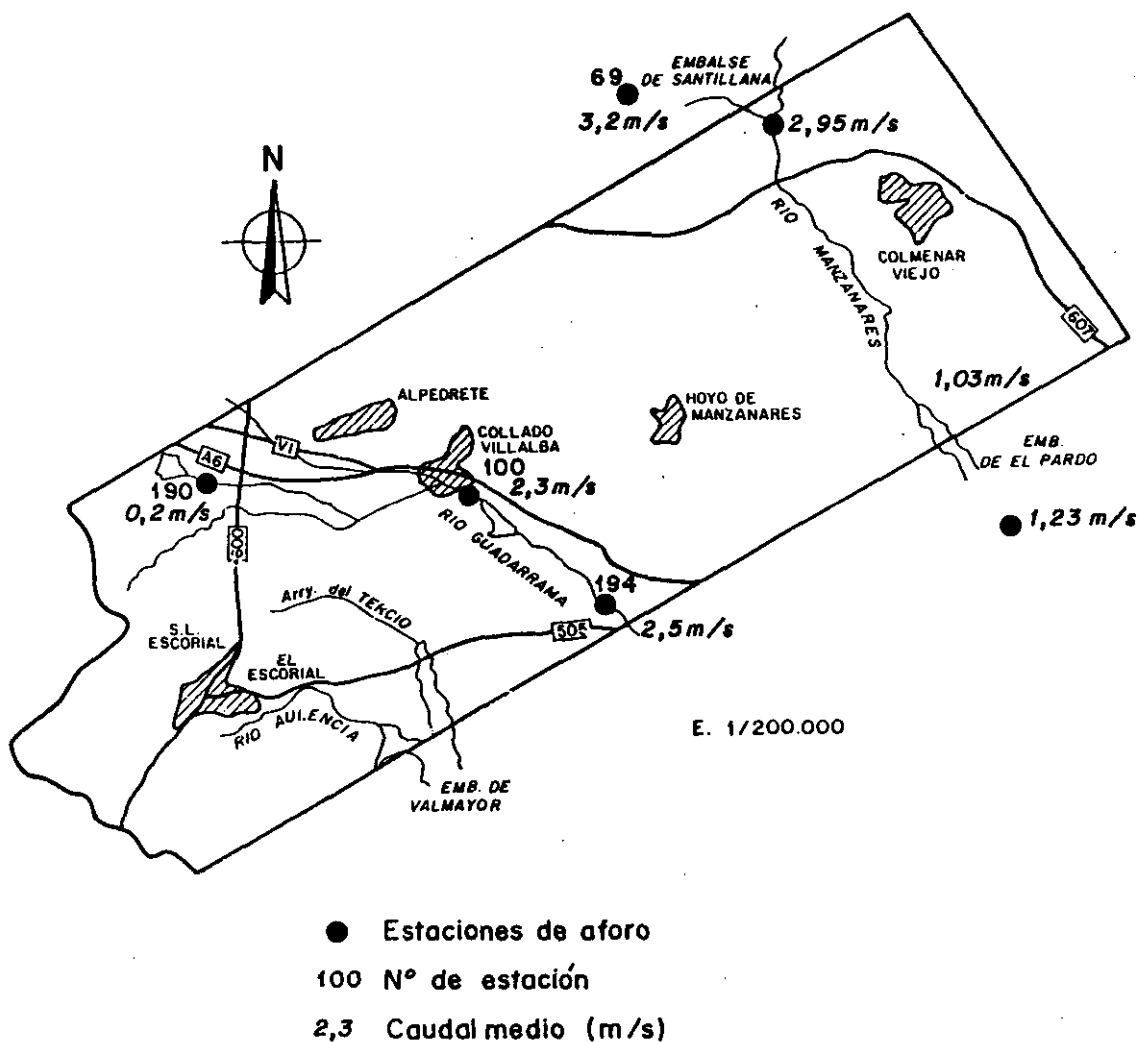 EMBALSE
DE SANTILLANA
69
3,2 m/s
2,95 m/s
N
RIO MANZANARES
COLMENAR
VIEJO
607
1,03 m/s
ALPEDRETE
HOYO DE
MANZANARES
COLLADO
VILLALBA
V1
A6
100
2,3 m/s
190
0,2 m/s
EMB.
DE EL PARDO
1,23 m/s
600
RIO GUADARRAMA
194
2,5 m/s
Arry. del TERCIO
505
S.L.
ESCORIAL
EL
ESCORIAL
RIO AULENCIA
E. 1/200.000
EMB. DE
VALMAYOR
Estaciones de aforo
100 Nº de estación
2,3 Caudal medio (m/s)